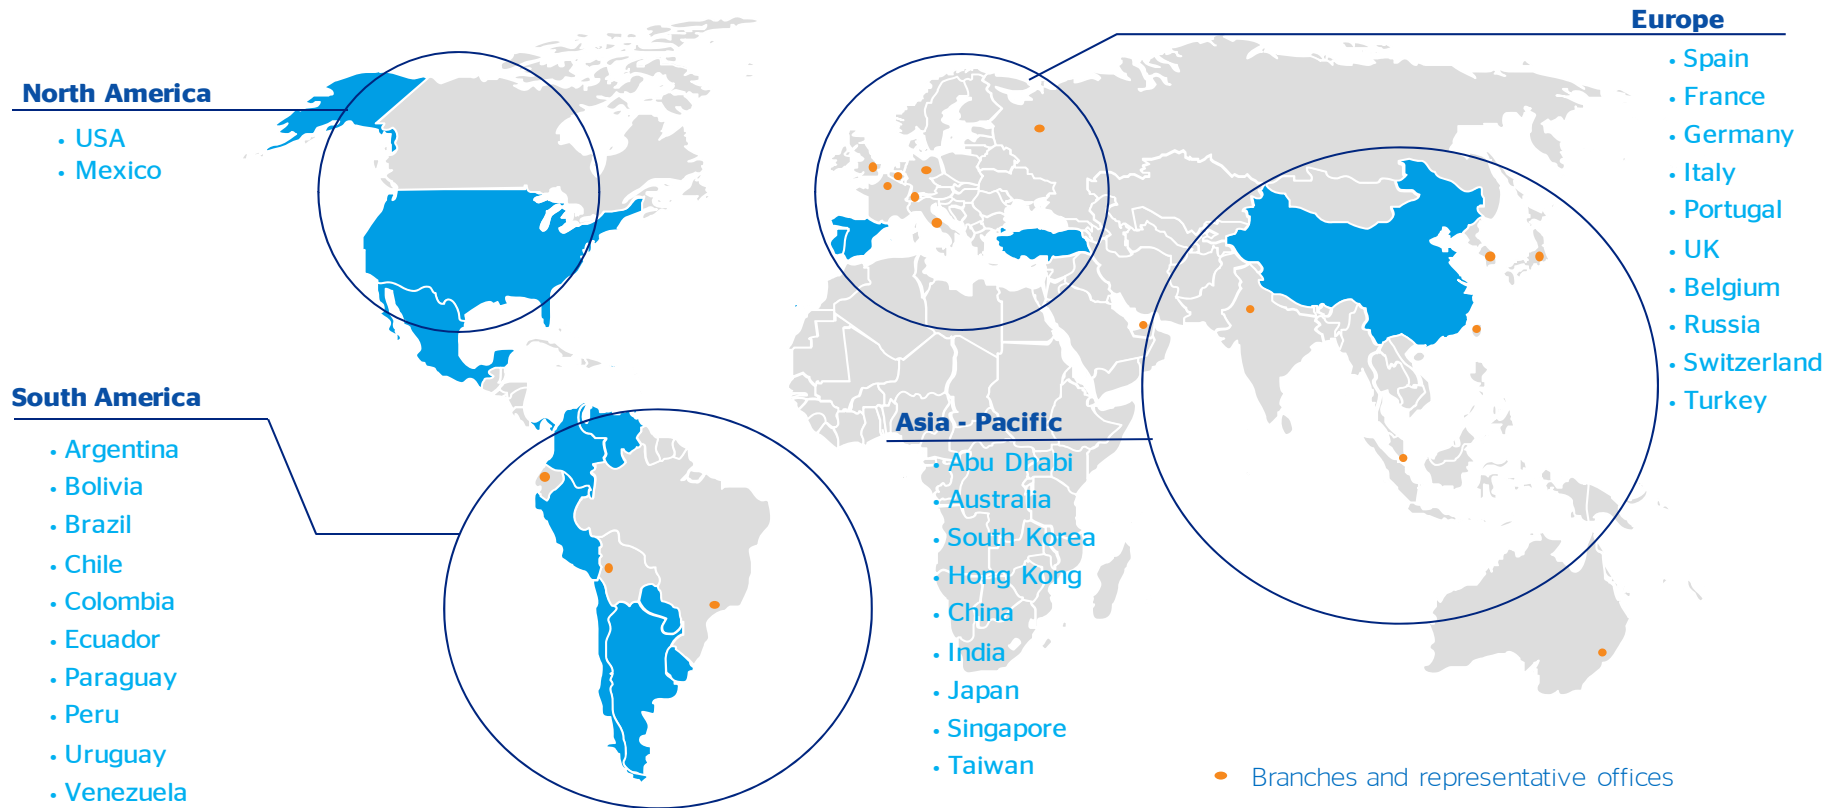 North America
• USA
• Mexico
South America
• Argentina
• Bolivia
• Brazil
• Chile
• Colombia
• Ecuador
• Paraguay
• Peru
• Uruguay
• Venezuela
Europe
• Spain
• France
• Germany
• Italy
• Portugal
• UK
• Belgium
• Russia
• Switzerland
• Turkey
Asia - Pacific
• Abu Dhabi
• Australia
• South Korea
• Hong Kong
• China
• India
• Japan
• Singapore
• Taiwan
Branches and representative offices